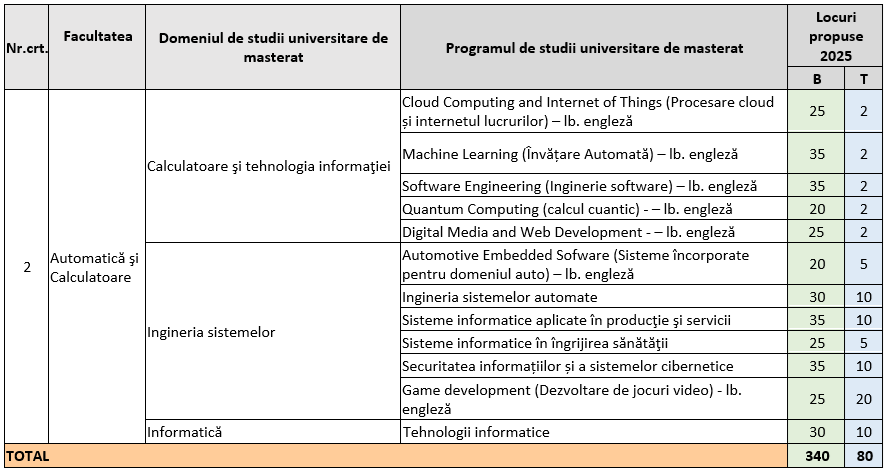 Nr.crt.
Facultatea
Domeniul de studii universitare de
masterat
Programul de studii universitare de masterat
Locuri
propuse
2025
B T
2
Automatică şi
Calculatoare
Calculatoare şi tehnologia informaţiei
Cloud Computing and Internet of Things (Procesare cloud
și internetul lucrurilor) – lb. engleză
25 2
Machine Learning (Învățare Automată) – lb. engleză 35 2
Software Engineering (Inginerie software) – lb. engleză 35 2
Quantum Computing (calcul cuantic) - – lb. engleză 20 2
Digital Media and Web Development - – lb. engleză 25 2
Ingineria sistemelor
Automotive Embedded Sofware (Sisteme încorporate
pentru domeniul auto) – lb. engleză
20 5
Ingineria sistemelor automate 30 10
Sisteme informatice aplicate în producţie şi servicii 35 10
Sisteme informatice în îngrijirea sănătăţii 25 5
Securitatea informațiilor și a sistemelor cibernetice 35 10
Game development (Dezvoltare de jocuri video) - lb.
engleză
25 20
Informatică Tehnologii informatice 30 10
TOTAL 340 80